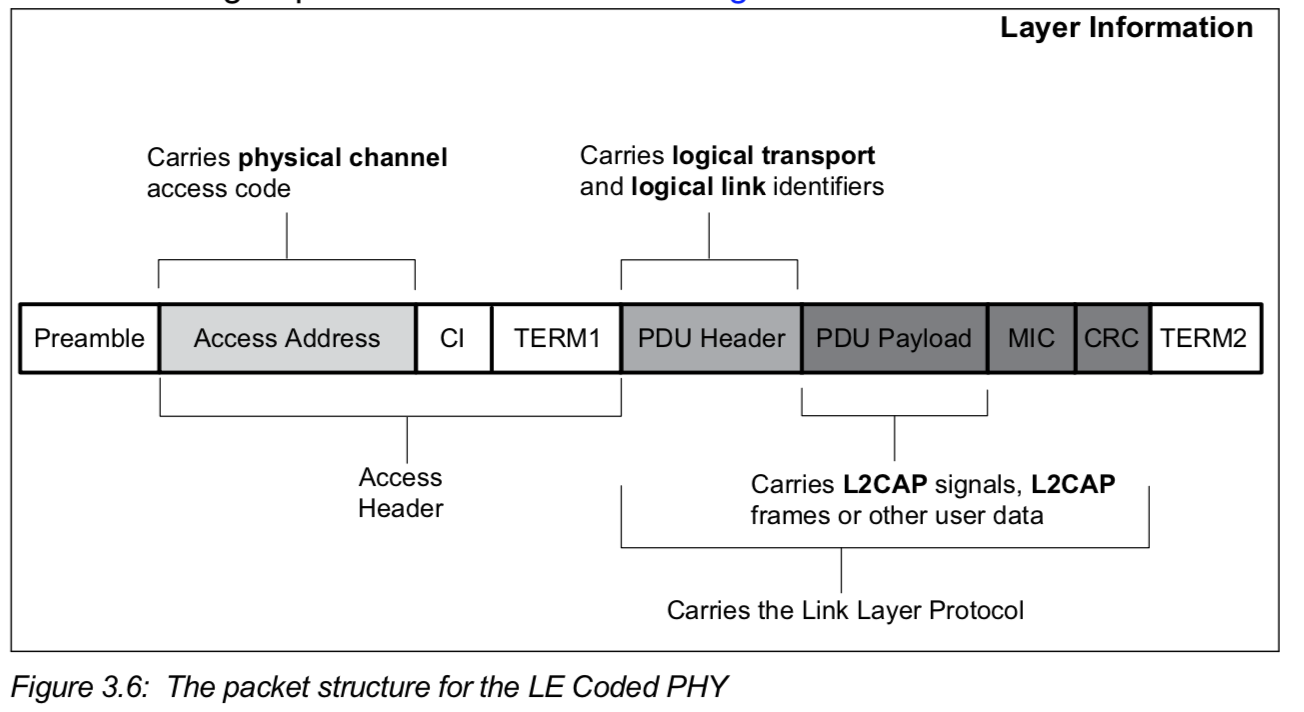 Layer Information
Carries physical channel
access code
Carries logical transport
and logical link identifiers
Preamble Access Address CI TERM1 PDU Header PDU Payload MIC CRC TERM2
Access
Header
Carries L2CAP signals, L2CAP
frames or other user data
Carries the Link Layer Protocol
Figure 3.6: The packet structure for the LE Coded PHY